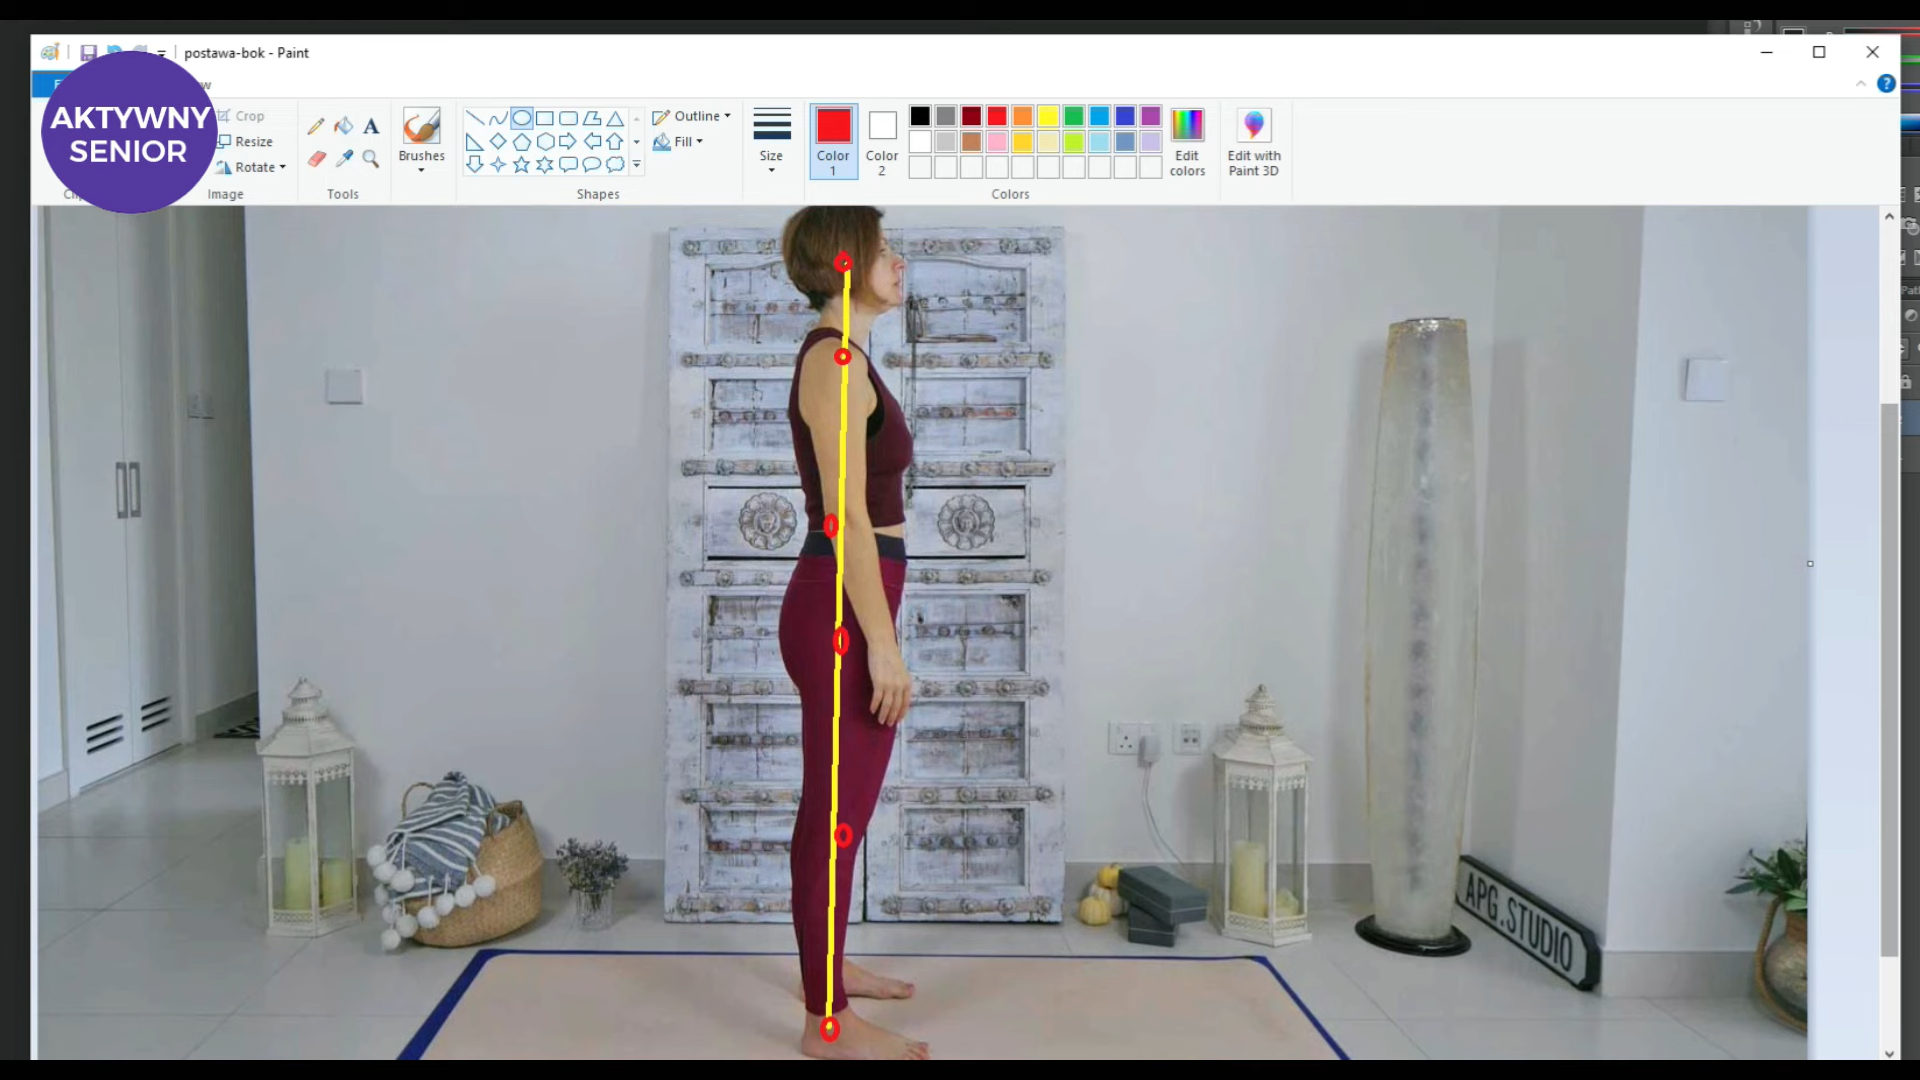 postawa-bok - Paint
AKTYWNY
SENIOR
Crop
Resize
Rotate
Image
Tools
Brushes
Outline
Fill
Shapes
Size
Color
1
Color
2
Edit
colors
Edit with
Paint 3D
Colors
APG.STUDIO